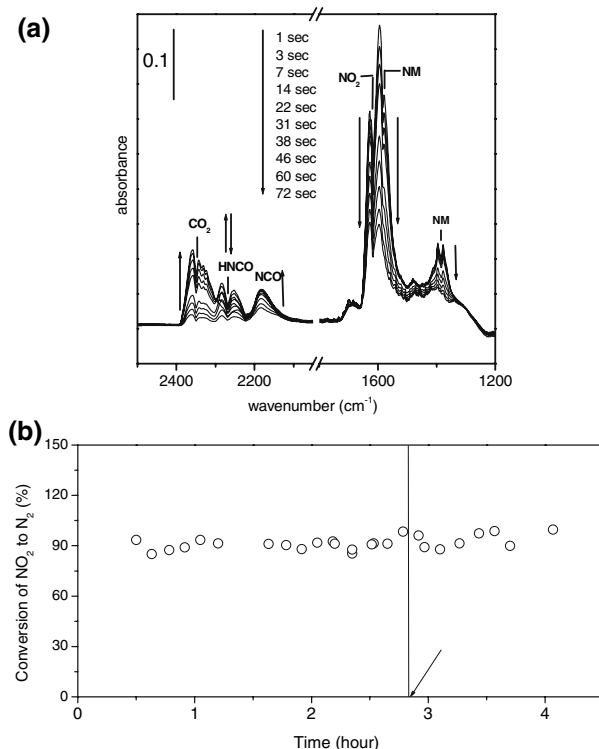 (a)
0.1
1 sec
3 sec
7 sec
14 sec
22 sec
31 sec
38 sec
46 sec
60 sec
72 sec
NO₂
NM
CO₂
HNCO
NCO
NM
absorbance
2400 2200 1600 1200
wavenumber (cm⁻¹)
(b)
Conversion of NO₂ to N₂ (%)
150
120
90
60
30
0
0 1 2 3 4
Time (hour)